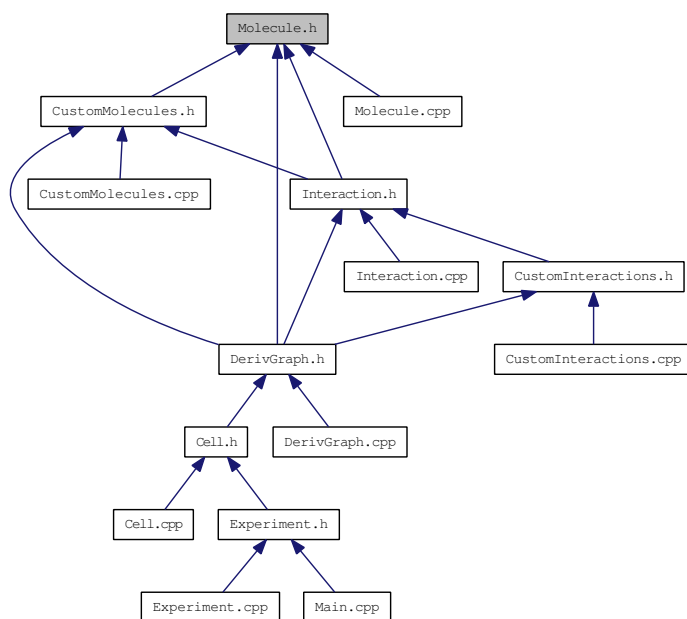 Molecule.h
CustomMolecules.h
Molecule.cpp
CustomMolecules.cpp
Interaction.h
Interaction.cpp
CustomInteractions.h
DerivGraph.h
CustomInteractions.cpp
Cell.h
DerivGraph.cpp
Cell.cpp
Experiment.h
Experiment.cpp
Main.cpp